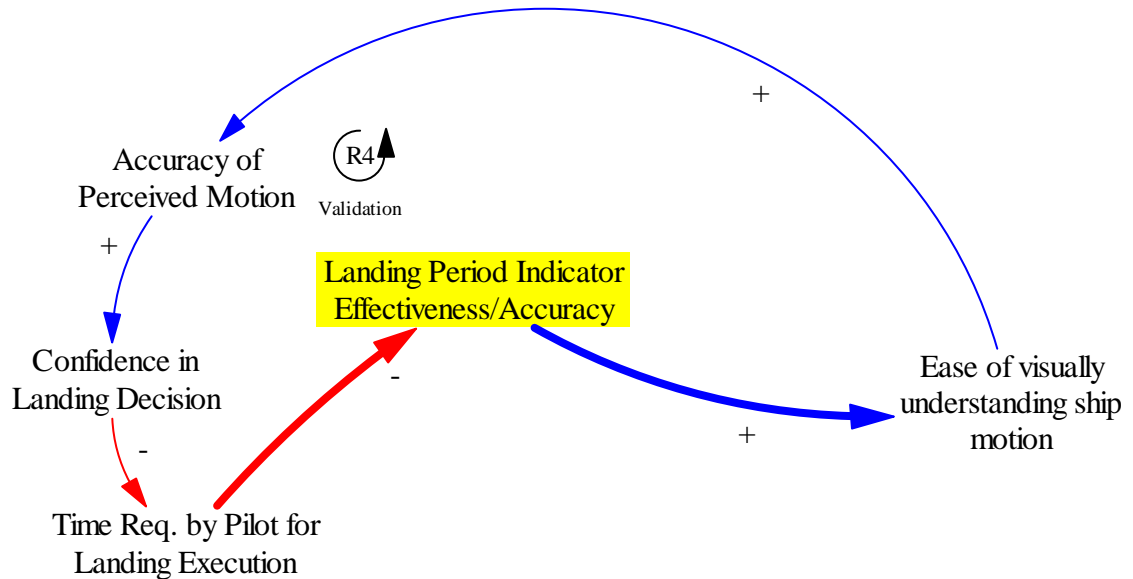 +
Accuracy of
Perceived Motion
R4
Validation
+
Landing Period Indicator
Effectiveness/Accuracy
Confidence in
Landing Decision
-
Ease of visually
understanding ship
motion
+
-
Time Req. by Pilot for
Landing Execution